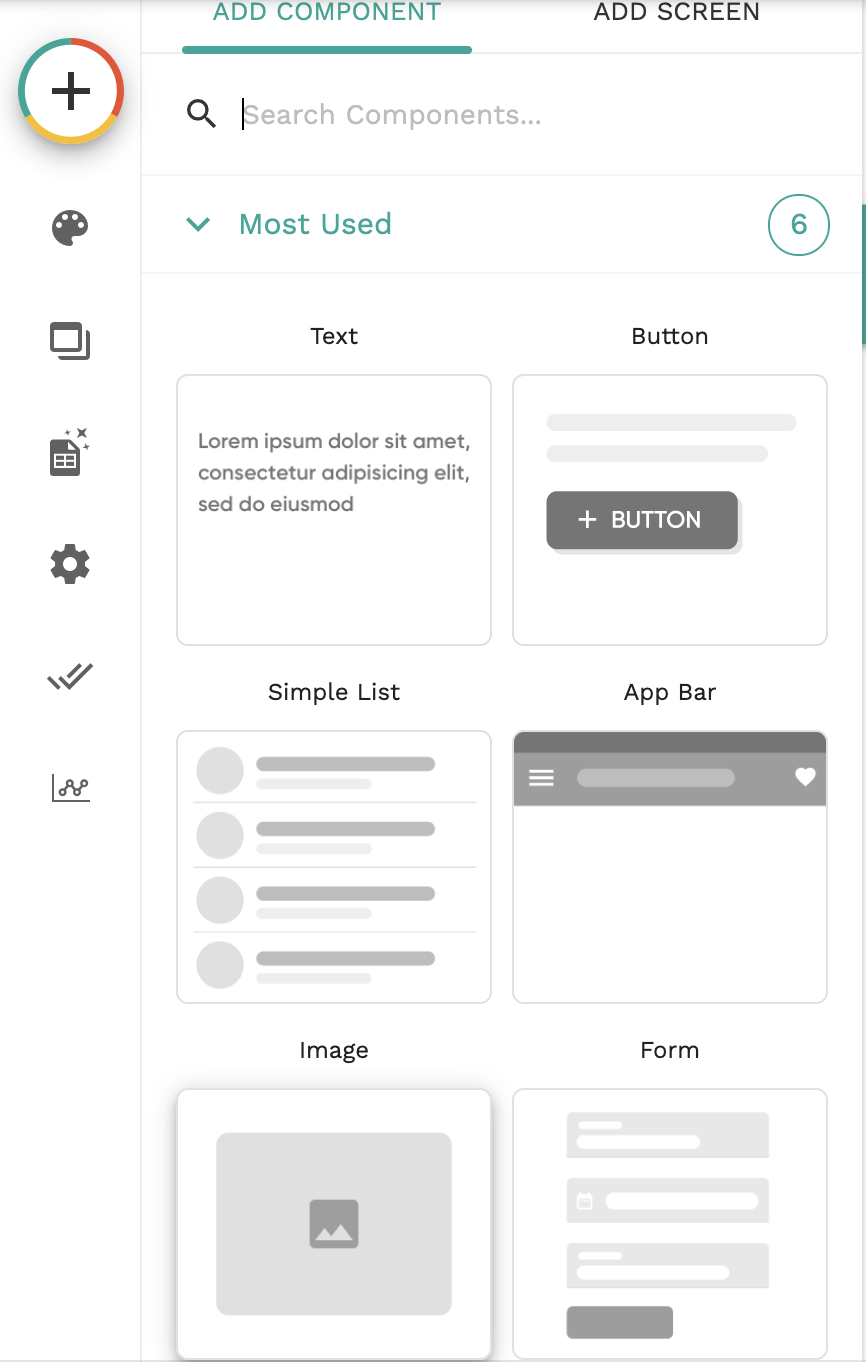 ADD COMPONENT
ADD SCREEN
Search Components...
Most Used
6
Text
Button
Lorem ipsum dolor sit amet,
consectetur adipisicing elit,
sed do eiusmod
+ BUTTON
Simple List
App Bar
Image
Form